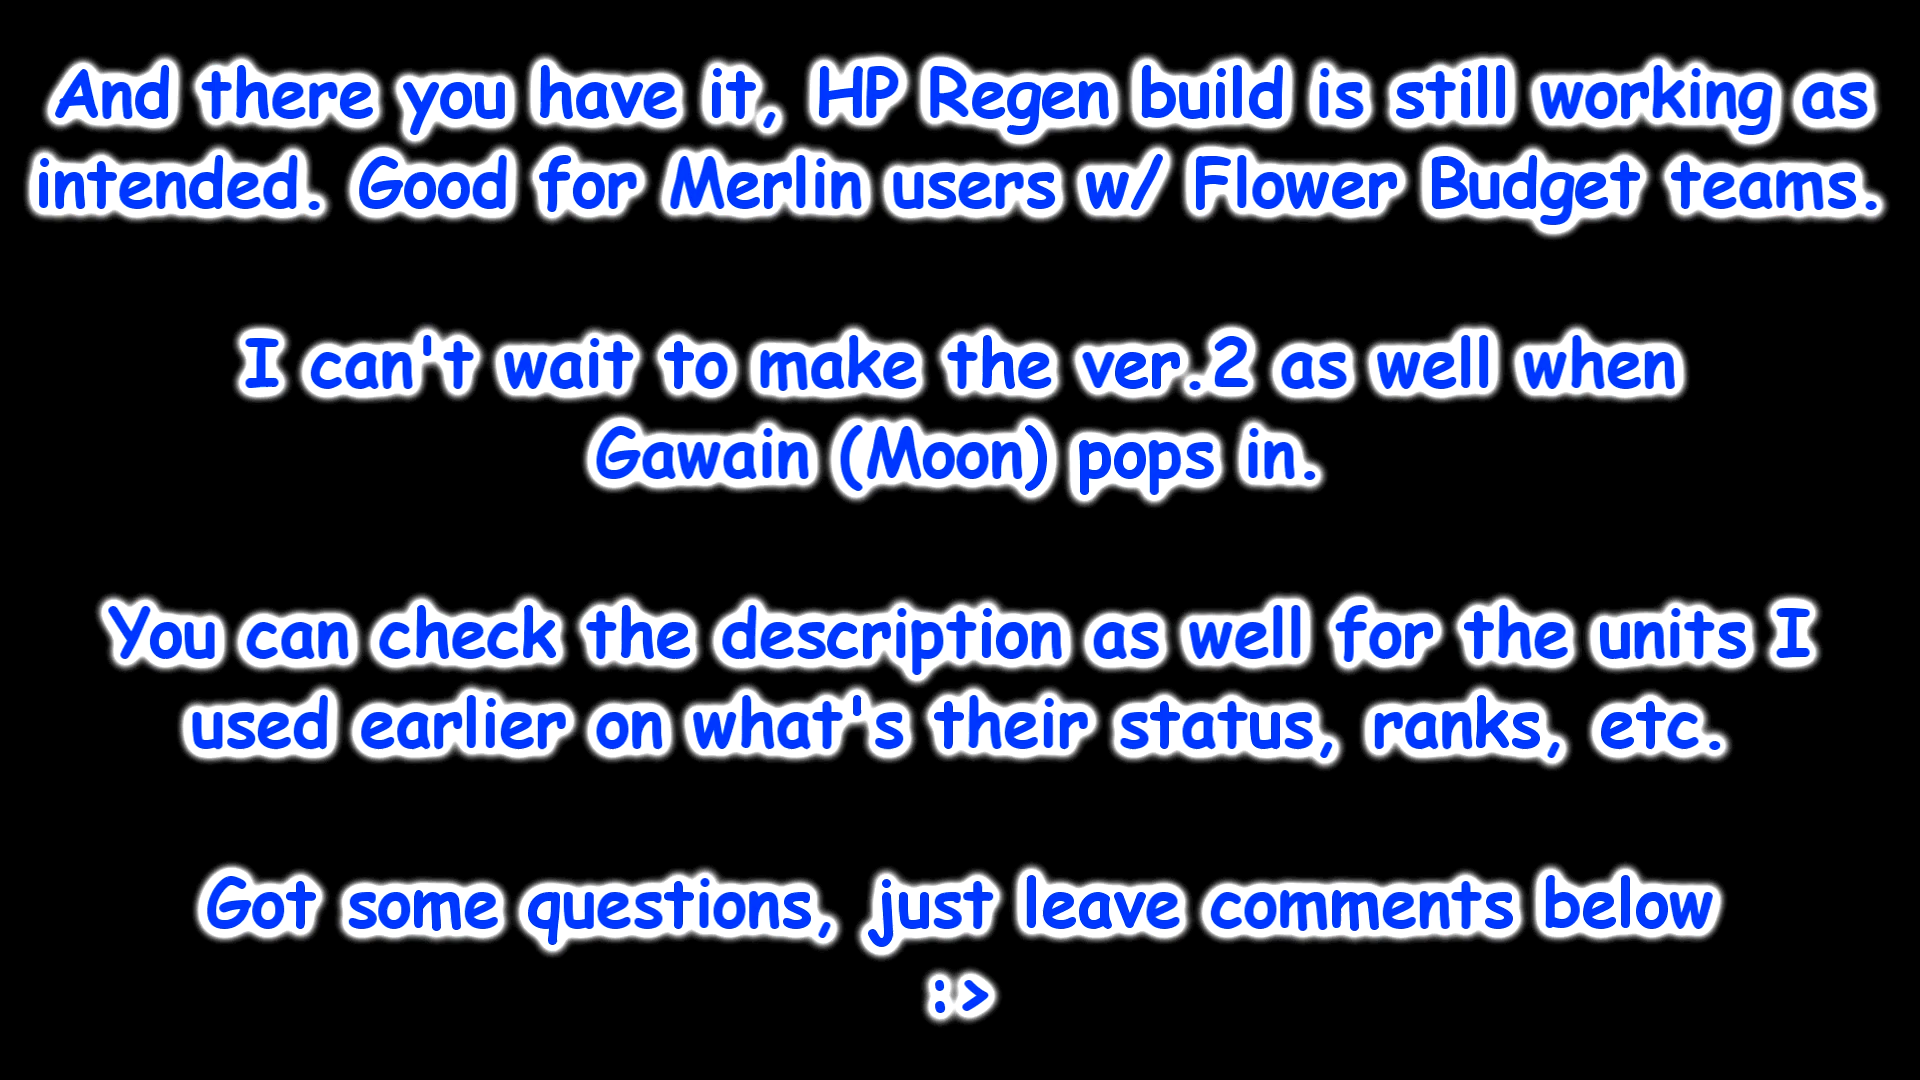 And there you have it, HP Regen build is still working as
intended. Good for Merlin users w/ Flower Budget teams.
I can't wait to make the ver.2 as well when
Gawain (Moon) pops in.
You can check the description as well for the units I
used earlier on what's their status, ranks, etc.
Got some questions, just leave comments below
:>